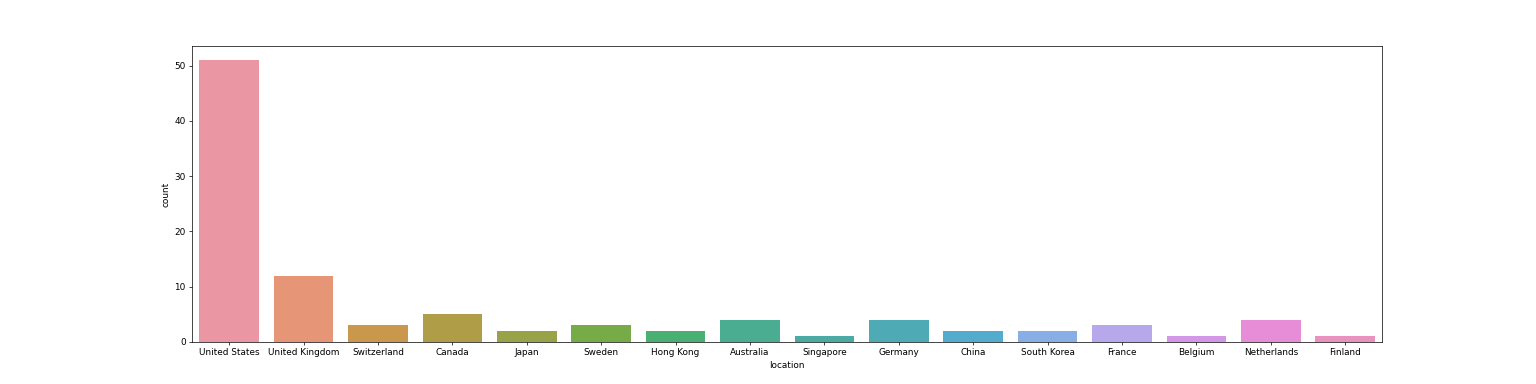 50
40
30
20
10
0
count
United States United Kingdom Switzerland Canada Japan Sweden Hong Kong Australia Singapore Germany China South Korea France Belgium Netherlands Finland
location